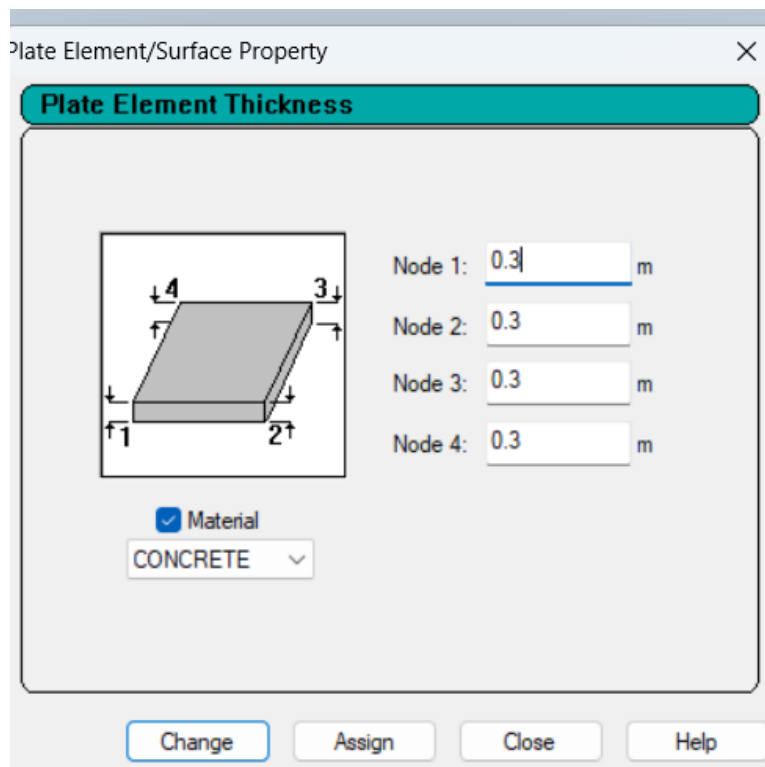 Plate Element/Surface Property
Plate Element Thickness
Node 1: 0.3 m
4 3
Node 2: 0.3 m
Node 3: 0.3 m
1 2
Node 4: 0.3 m
Material
CONCRETE
Change Assign Close Help